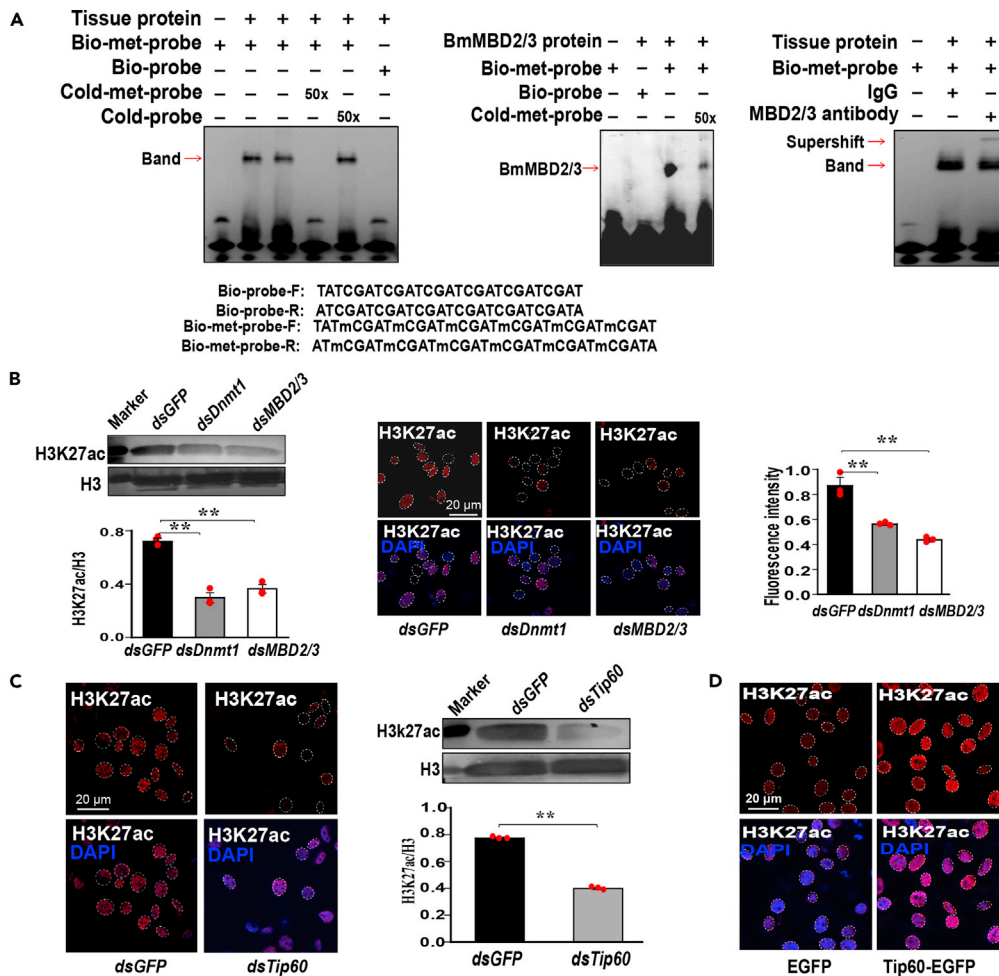 A
Tissue protein – + + + + +
Bio-met-probe + + + + + –
Bio-probe – – – – – +
Cold-met-probe – – – 50x – –
Cold-probe – – – – 50x –
Band
BmMBD2/3 protein – + + +
Bio-met-probe + – + +
Bio-probe – + – –
Cold-met-probe – – – 50x
BmMBD2/3
Tissue protein – + +
Bio-met-probe + + +
IgG – + –
MBD2/3 antibody – – +
Supershift
Band
Bio-probe-F: TATCGATCGATCGATCGATCGATCGAT
Bio-probe-R: ATCGATCGATCGATCGATCGATCGATA
Bio-met-probe-F: TATmCGATmCGATmCGATmCGATmCGATmCGAT
Bio-met-probe-R: ATmCGATmCGATmCGATmCGATmCGATmCGATA
B
Marker dsGFP dsDnmt1 dsMBD2/3
H3K27ac
H3
H3K27ac/H3
0.8
0.4
0.0
**
**
dsGFP dsDnmt1 dsMBD2/3
H3K27ac H3K27ac H3K27ac
20 μm
H3K27ac H3K27ac H3K27ac
DAPI DAPI DAPI
dsGFP dsDnmt1 dsMBD2/3
Fluorescence intensity
1.0
0.8
0.6
0.4
0.2
0.0
**
**
dsGFP dsDnmt1 dsMBD2/3
C
H3K27ac H3K27ac
20 μm
H3K27ac H3K27ac
DAPI DAPI
dsGFP dsTip60
Marker dsGFP dsTip60
H3k27ac
H3
H3K27ac/H3
1.0
0.8
0.6
0.4
0.2
0.0
**
dsGFP dsTip60
D
H3K27ac H3K27ac
20 μm
H3K27ac H3K27ac
DAPI DAPI
EGFP Tip60-EGFP